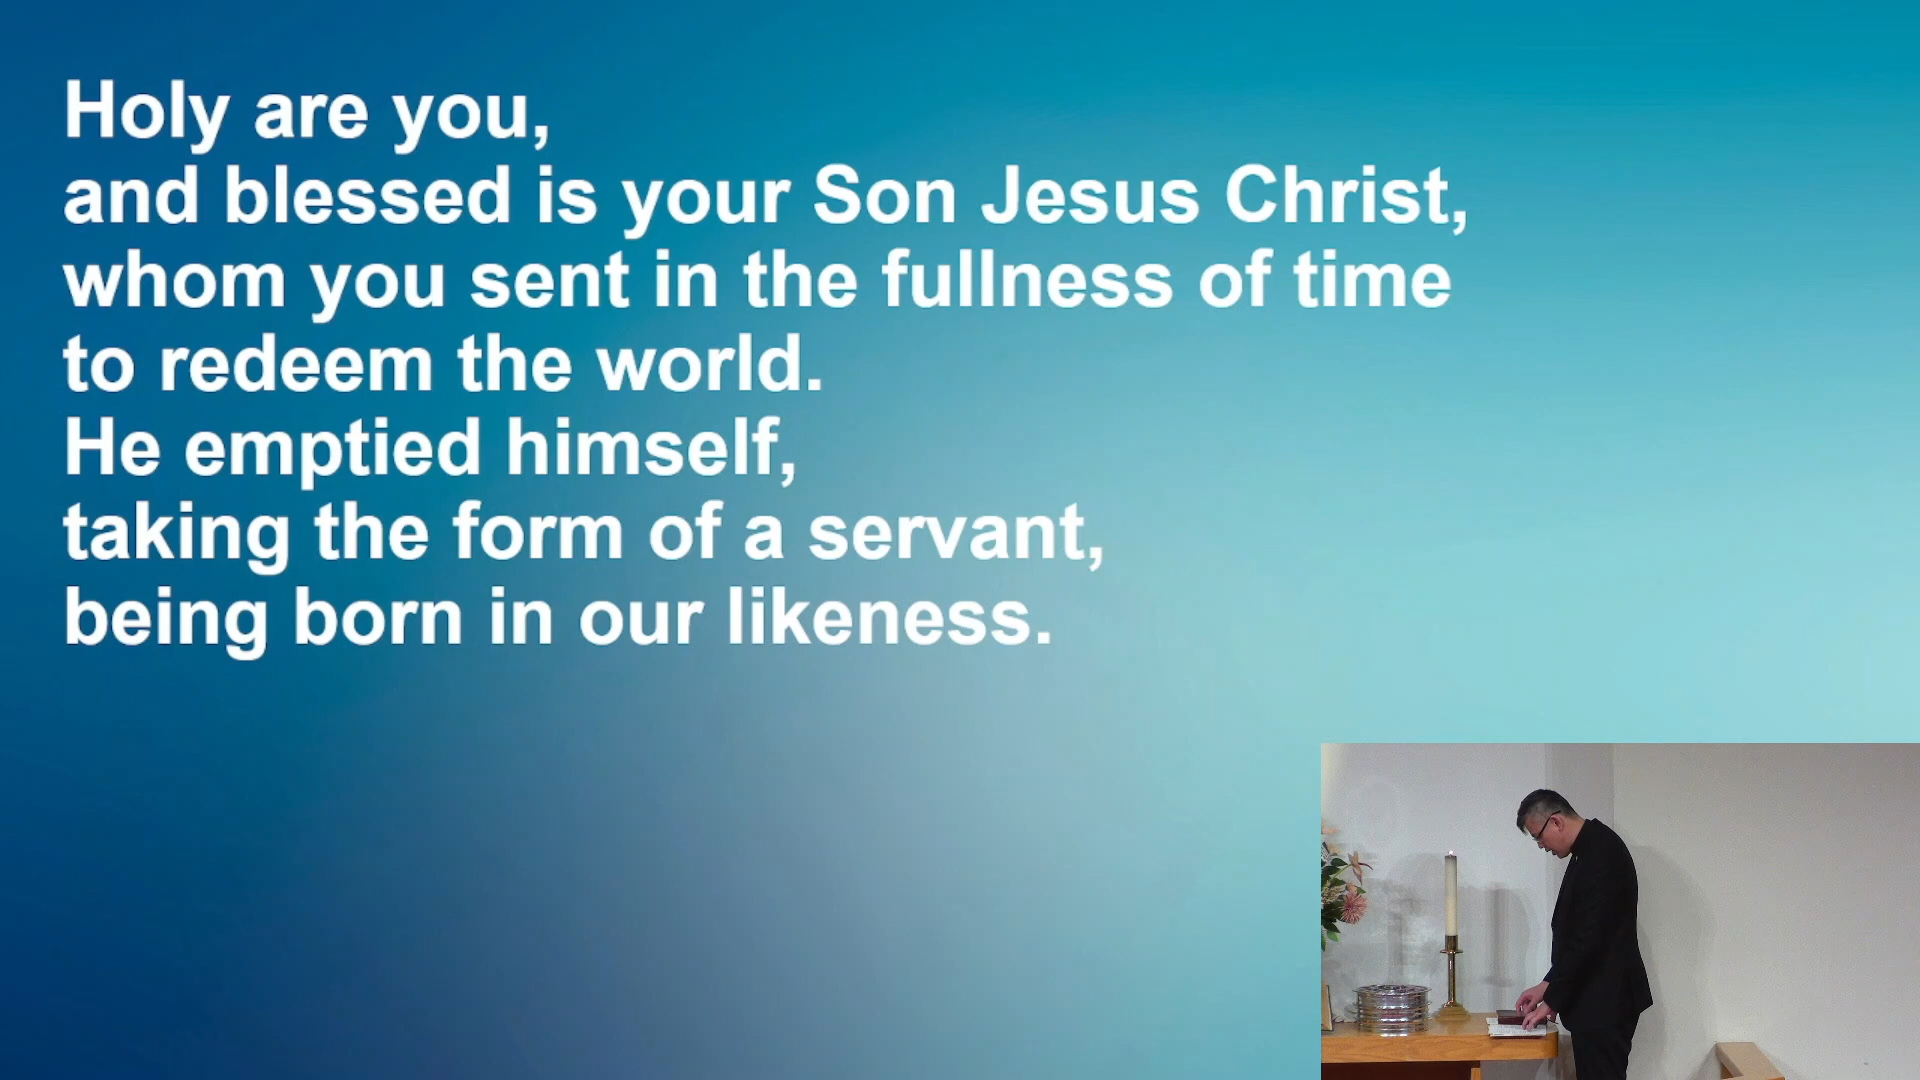 Holy are you,
and blessed is your Son Jesus Christ,
whom you sent in the fullness of time
to redeem the world.
He emptied himself,
taking the form of a servant,
being born in our likeness.